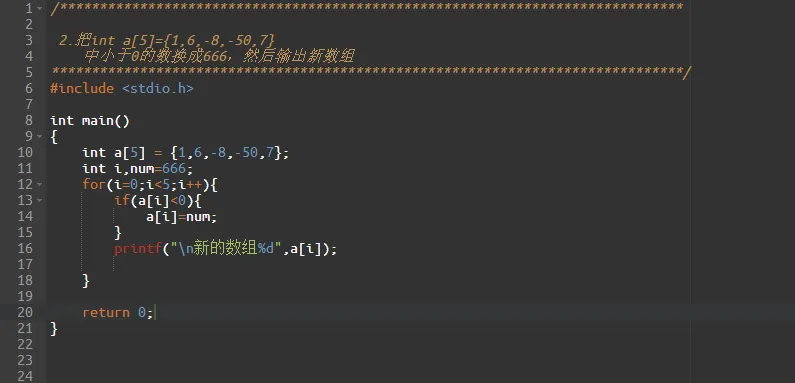 1 /******************************************************************************
2
3 2.把int a[5]={1,6,-8,-50,7}
4 中小于0的数换成666，然后输出新数组
5 *******************************************************************************/
6 #include <stdio.h>
7
8 int main()
9 {
10 int a[5] = {1,6,-8,-50,7};
11 int i,num=666;
12 for(i=0;i<5;i++){
13 if(a[i]<0){
14 a[i]=num;
15 }
16 printf("\n新的数组%d",a[i]);
17
18 }
19
20 return 0;
21 }
22
23
24